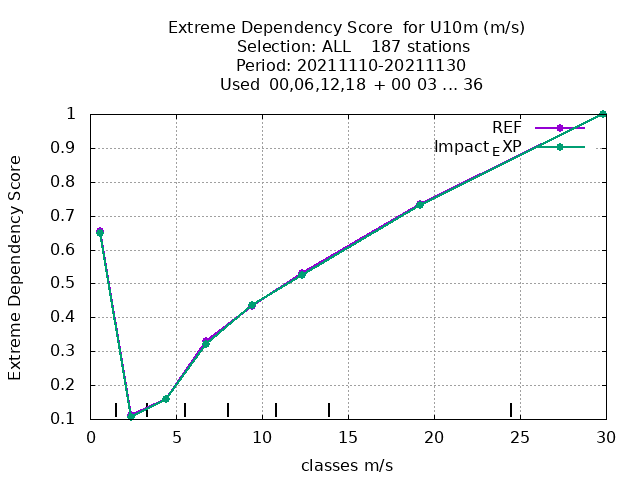 Extreme Dependency Score  for U10m (m/s)
Selection: ALL    187 stations
Period: 20211110-20211130
Used  00,06,12,18  + 00 03 ... 36
REF
Impact_EXP
Extreme Dependency Score
1
0.9
0.8
0.7
0.6
0.5
0.4
0.3
0.2
0.1
0 5 10 15 20 25 30
classes m/s